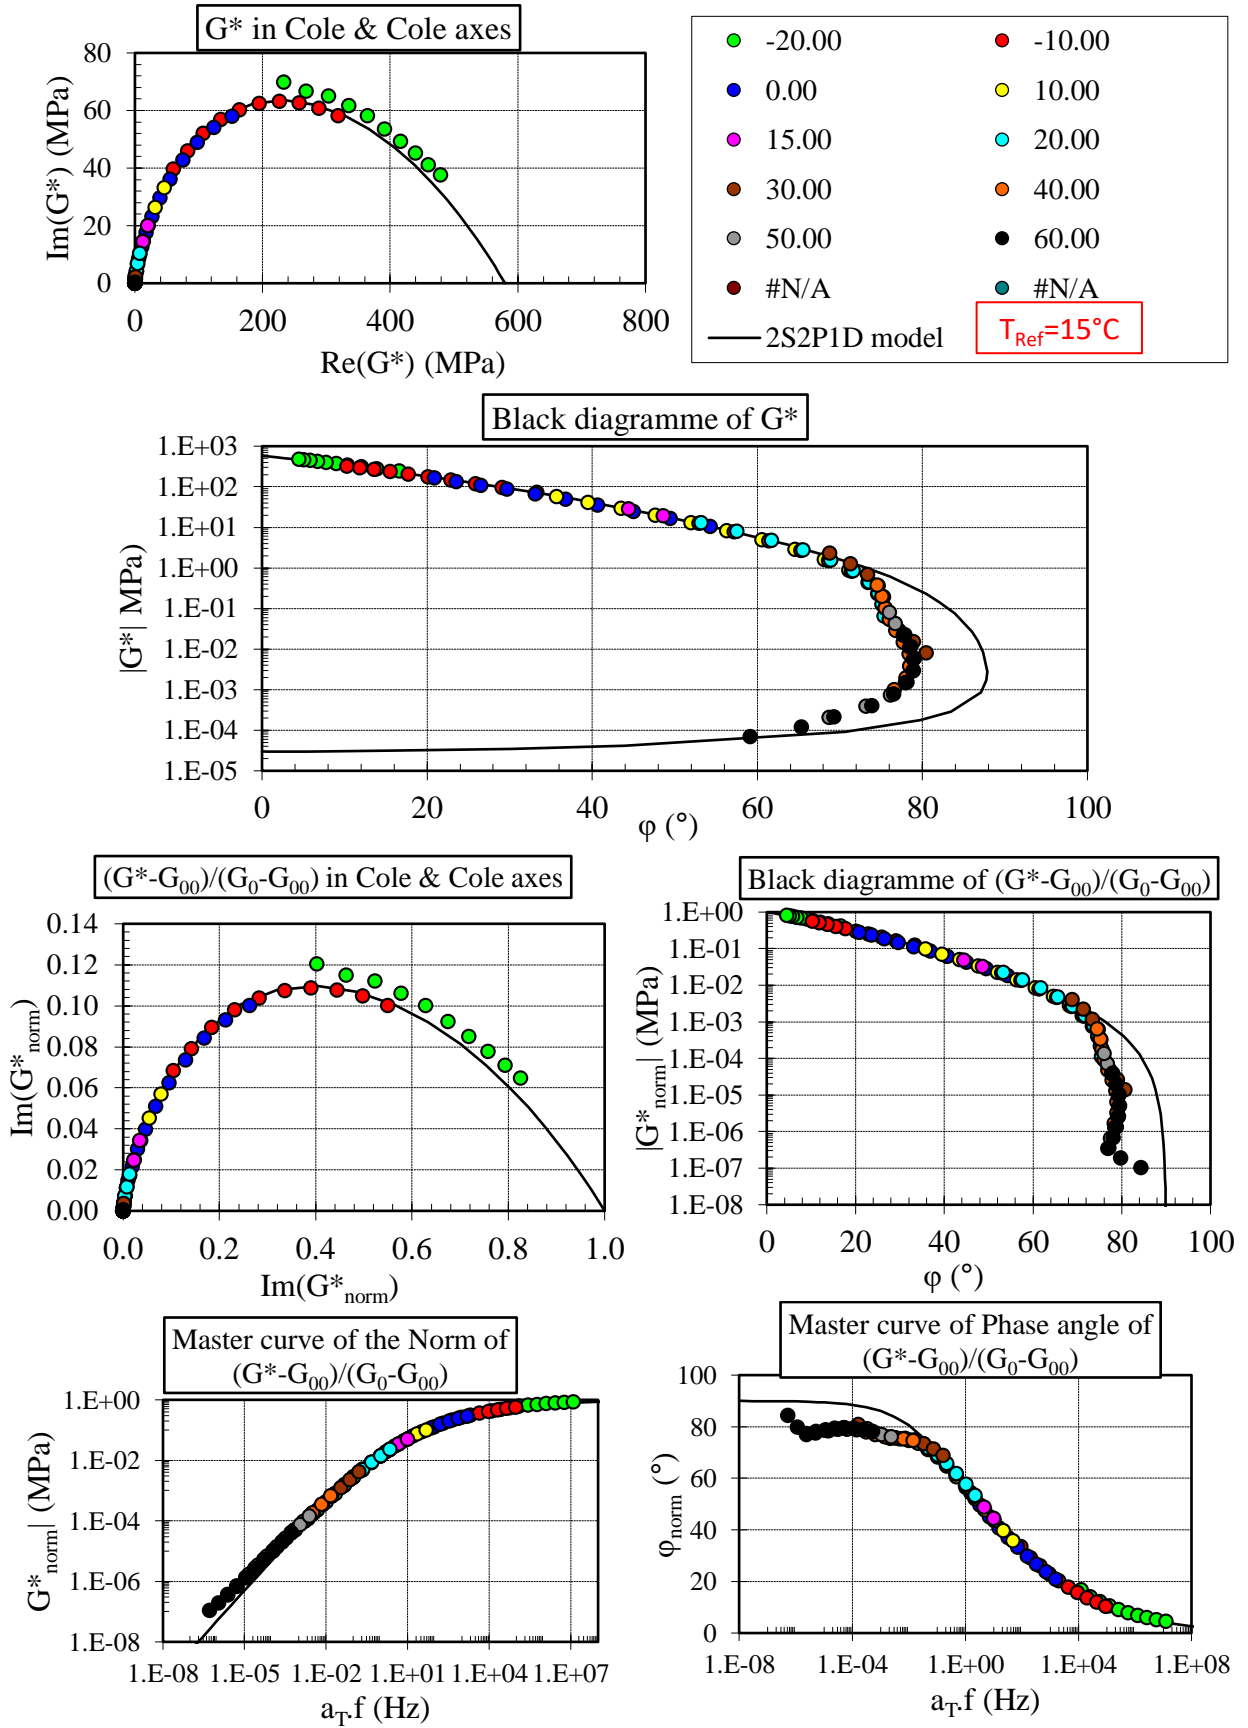 G* in Cole & Cole axes
80
60
40
20
0
Im(G*) (MPa)
0 200 400 600 800
Re(G*) (MPa)
-20.00 -10.00
0.00 10.00
15.00 20.00
30.00 40.00
50.00 60.00
#N/A #N/A
2S2P1D model
T_Ref=15°C
Black diagramme of G*
1.E+03
1.E+02
1.E+01
1.E+00
1.E-01
1.E-02
1.E-03
1.E-04
1.E-05
|G*| MPa
0 20 40 60 80 100
φ (°)
(G*-G00)/(G0-G00) in Cole & Cole axes
0.14
0.12
0.10
0.08
0.06
0.04
0.02
0.00
Im(G*norm)
0.0 0.2 0.4 0.6 0.8 1.0
Im(G*norm)
Black diagramme of (G*-G00)/(G0-G00)
1.E+00
1.E-01
1.E-02
1.E-03
1.E-04
1.E-05
1.E-06
1.E-07
1.E-08
|G*norm| (MPa)
0 20 40 60 80 100
φ (°)
Master curve of the Norm of
(G*-G00)/(G0-G00)
1.E+00
1.E-02
1.E-04
1.E-06
1.E-08
G*norm| (MPa)
1.E-08 1.E-05 1.E-02 1.E+01 1.E+04 1.E+07
aT.f (Hz)
Master curve of Phase angle of
(G*-G00)/(G0-G00)
100
80
60
40
20
0
φnorm (°)
1.E-08 1.E-04 1.E+00 1.E+04 1.E+08
aT.f (Hz)